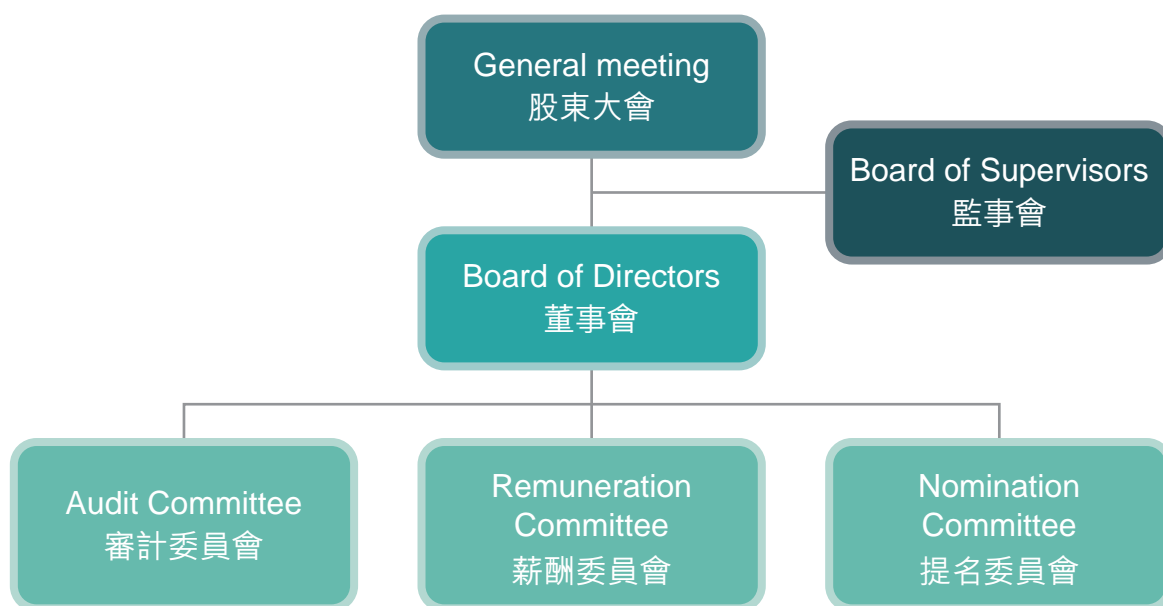 General meeting
股東大會
Board of Supervisors
監事會
Board of Directors
董事會
Audit Committee
審計委員會
Remuneration
Committee
薪酬委員會
Nomination
Committee
提名委員會